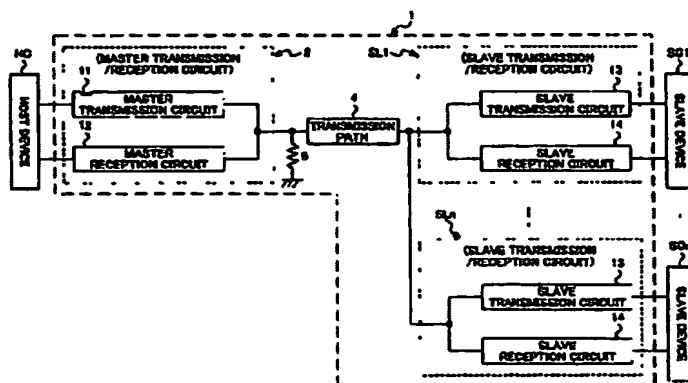 1
HC
(MASTER TRANSMISSION
/RECEPTION CIRCUIT)
2
SL1
(SLAVE TRANSMISSION
/RECEPTION CIRCUIT)
SC1
HOST DEVICE
11
MASTER
TRANSMISSION CIRCUIT
12
MASTER
RECEPTION CIRCUIT
4
TRANSMISSION
PATH
5
13
SLAVE
TRANSMISSION CIRCUIT
14
SLAVE
RECEPTION CIRCUIT
SLAVE DEVICE
SLn
(SLAVE TRANSMISSION
/RECEPTION CIRCUIT)
13
SLAVE
TRANSMISSION CIRCUIT
14
SLAVE
RECEPTION CIRCUIT
SLAVE DEVICE